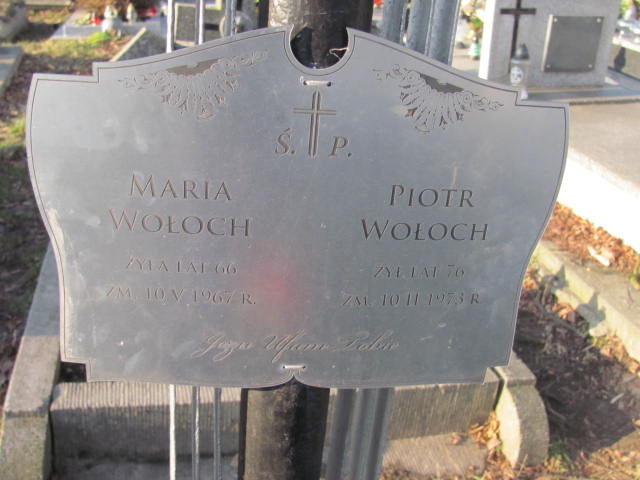 Ś. P.
MARIA
WOŁOCH
ŻYŁA LAT 66
ZM. 10 V 1967 R.
PIOTR
WOŁOCH
ŻYŁ LAT 76
ZM. 10 II 1973 R.
Jezu Ufam Tobie